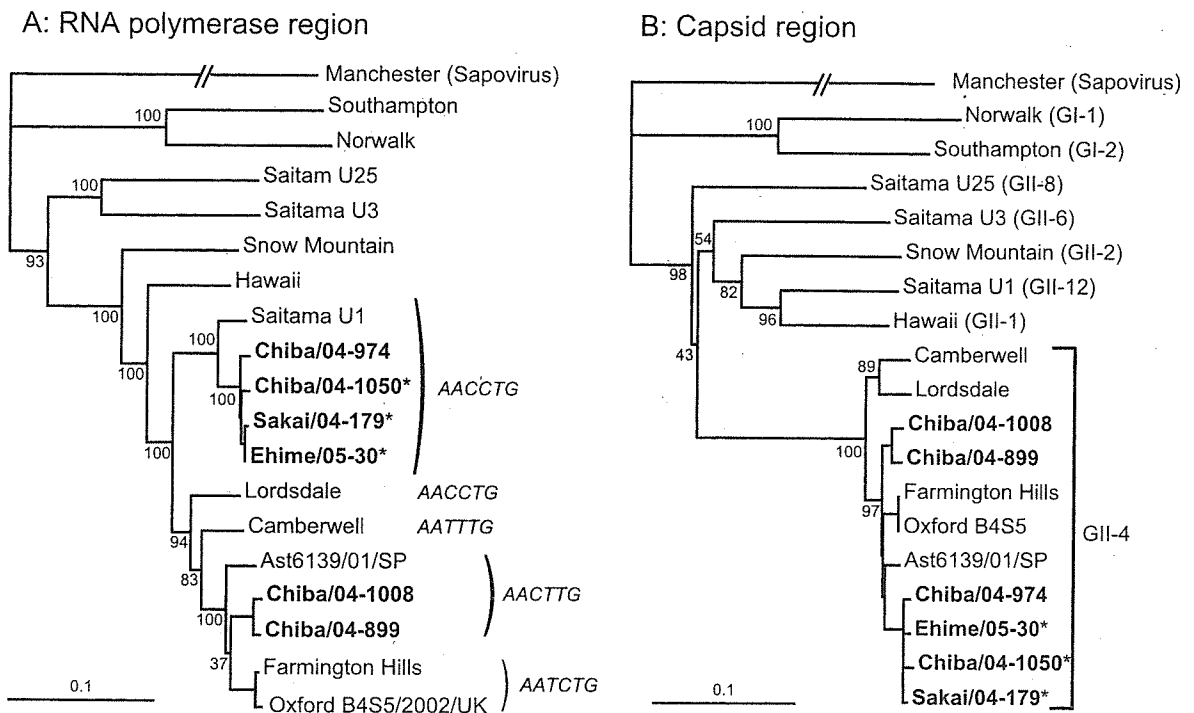 A: RNA polymerase region
Manchester (Sapovirus)
Southampton
100
Norwalk
Saitam U25
100
Saitama U3
Snow Mountain
93
Hawaii
100
Saitama U1
100
Chiba/04-974
100
Chiba/04-1050*
100
AACCTG
Sakai/04-179*
100
Ehime/05-30*
Lordsdale
AACCTG
94
Camberwell
AATTTG
83
Ast6139/01/SP
Chiba/04-1008
AACTTG
100
Chiba/04-899
37
Farmington Hills
AATCTG
Oxford B4S5/2002/UK
0.1
B: Capsid region
Manchester (Sapovirus)
Norwalk (GI-1)
100
Southampton (GI-2)
Saitama U25 (GII-8)
Saitama U3 (GII-6)
54
Snow Mountain (GII-2)
98
82
Saitama U1 (GII-12)
96
Hawaii (GII-1)
43
Camberwell
89
Lordsdale
Chiba/04-1008
100
Chiba/04-899
Farmington Hills
97
Oxford B4S5
GII-4
Ast6139/01/SP
Chiba/04-974
Ehime/05-30*
Chiba/04-1050*
Sakai/04-179*
0.1